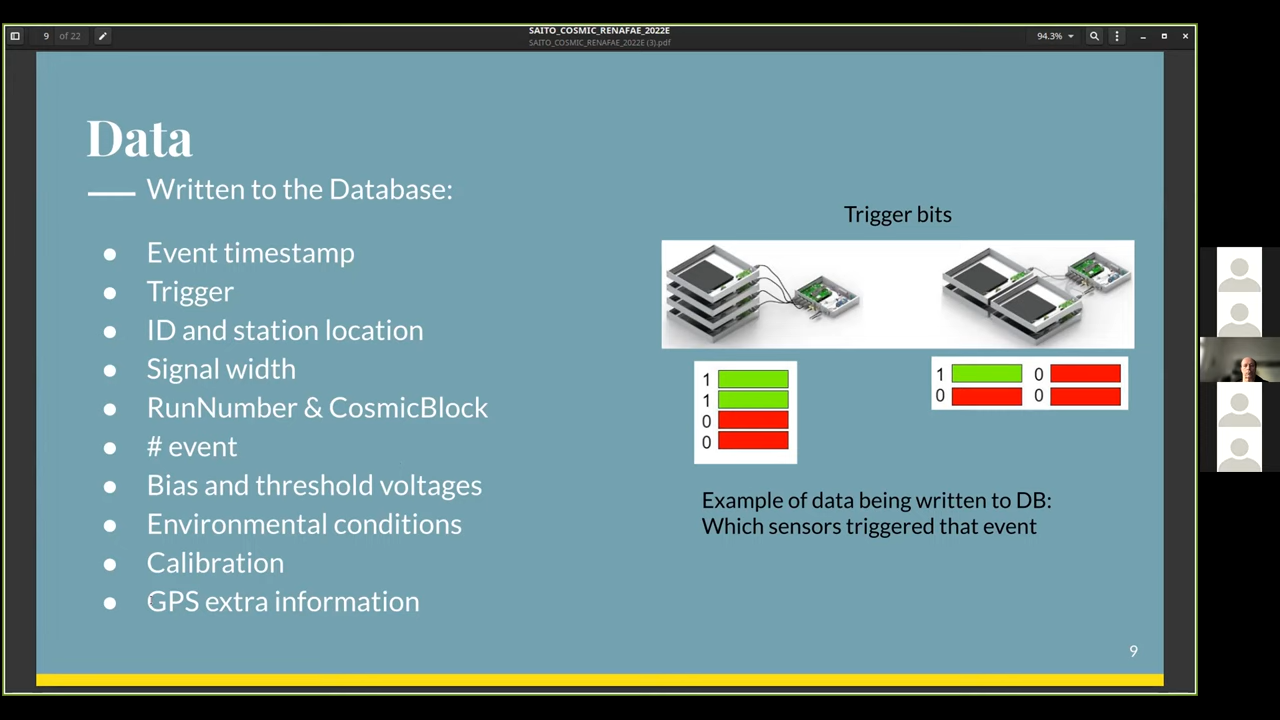 9 of 22
SAITO_COSMIC_RENAFAE_2022E
SAITO_COSMIC_RENAFAE_2022E (3).pdf
94.3%
Data
Written to the Database:
● Event timestamp
● Trigger
● ID and station location
● Signal width
● RunNumber & CosmicBlock
● # event
● Bias and threshold voltages
● Environmental conditions
● Calibration
● GPS extra information
Trigger bits
1
1
0
0
1 0
0 0
Example of data being written to DB:
Which sensors triggered that event
9